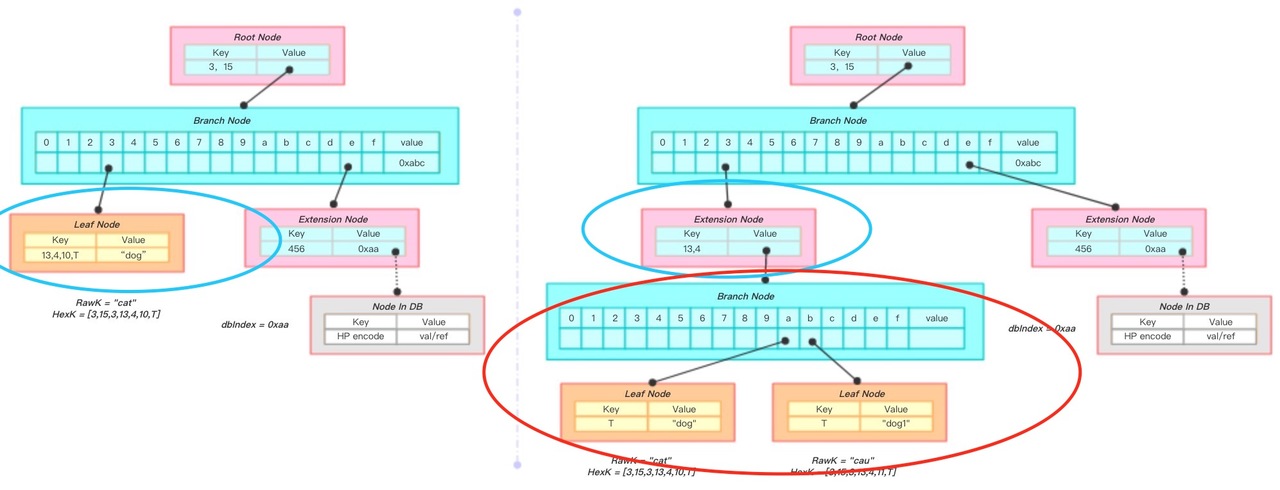 Root Node
Key Value
3, 15
Branch Node
0 1 2 3 4 5 6 7 8 9 a b c d e f value
0xabc
Leaf Node
Key Value
13,4,10,T "dog"
Extension Node
Key Value
456 0xaa
RawK = "cat"
HexK = [3,15,3,13,4,10,T]
dbIndex = 0xaa
Node In DB
Key Value
HP encode val/ref
Root Node
Key Value
3, 15
Branch Node
0 1 2 3 4 5 6 7 8 9 a b c d e f value
0xabc
Extension Node
Key Value
13,4
Extension Node
Key Value
456 0xaa
Branch Node
0 1 2 3 4 5 6 7 8 9 a b c d e f value
dbIndex = 0xaa
Node In DB
Key Value
HP encode val/ref
Leaf Node
Key Value
T "dog"
RawK = "cat"
HexK = [3,15,3,13,4,10,T]
Leaf Node
Key Value
T "dog1"
RawK = "cau"
HexK = [3,15,3,13,4,11,T]